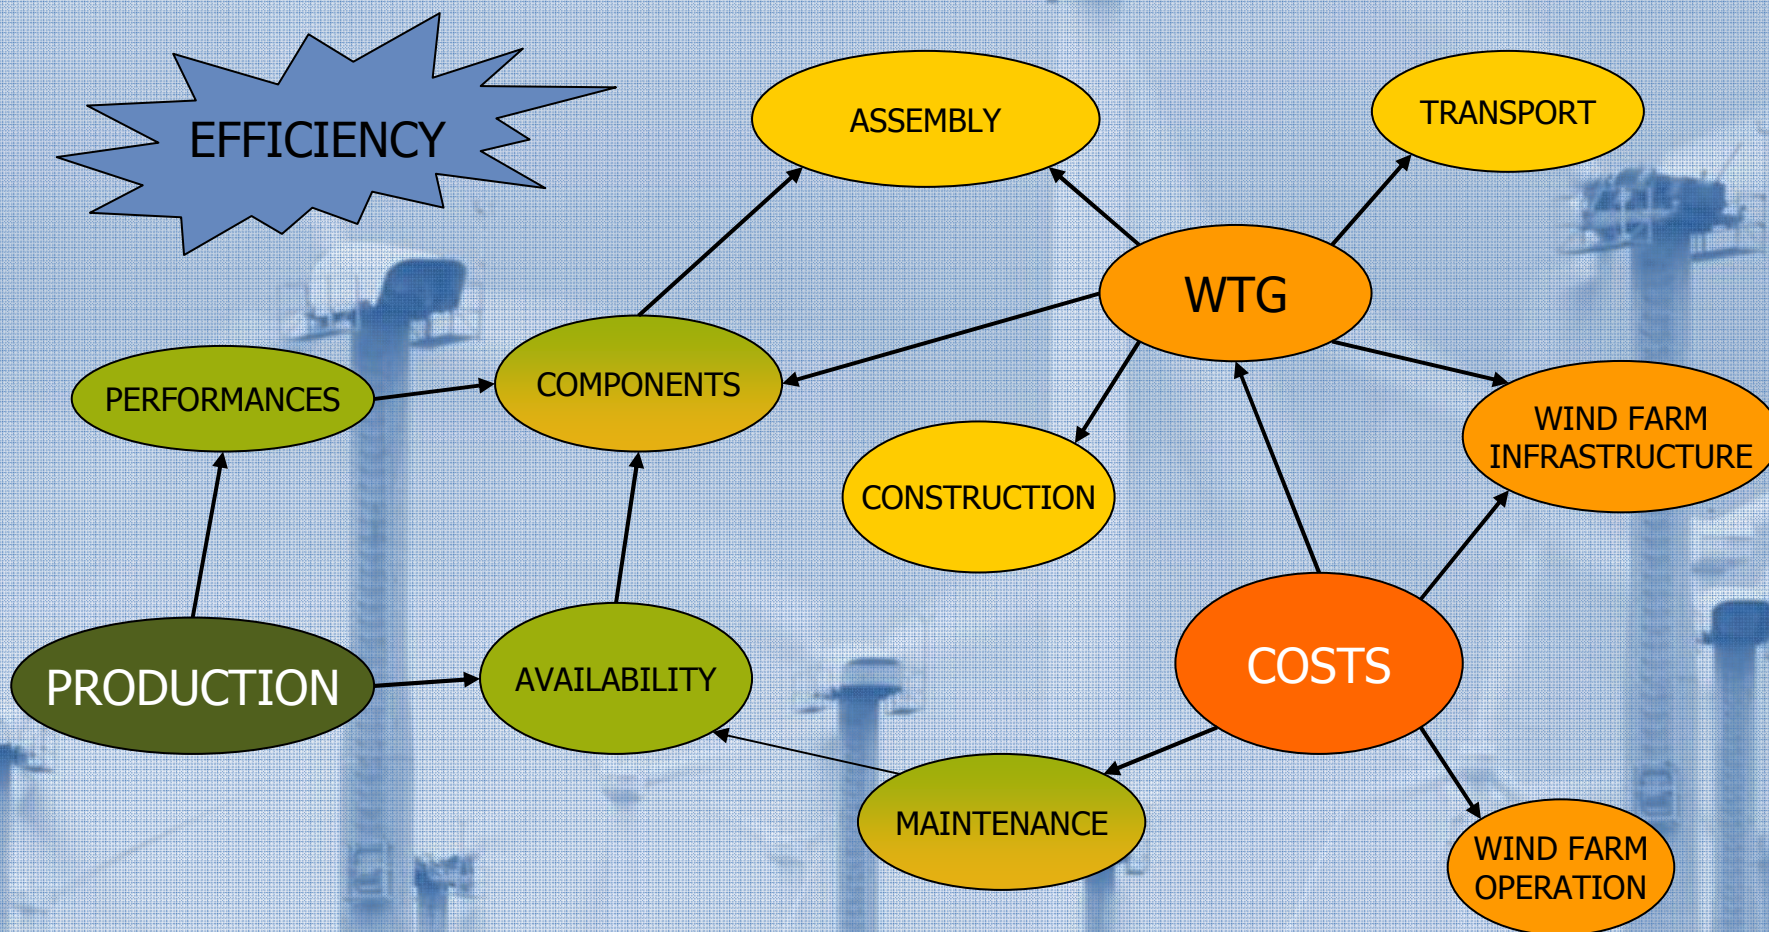 EFFICIENCY
ASSEMBLY
TRANSPORT
WTG
PERFORMANCES
COMPONENTS
WIND FARM
INFRASTRUCTURE
CONSTRUCTION
PRODUCTION
AVAILABILITY
COSTS
MAINTENANCE
WIND FARM
OPERATION